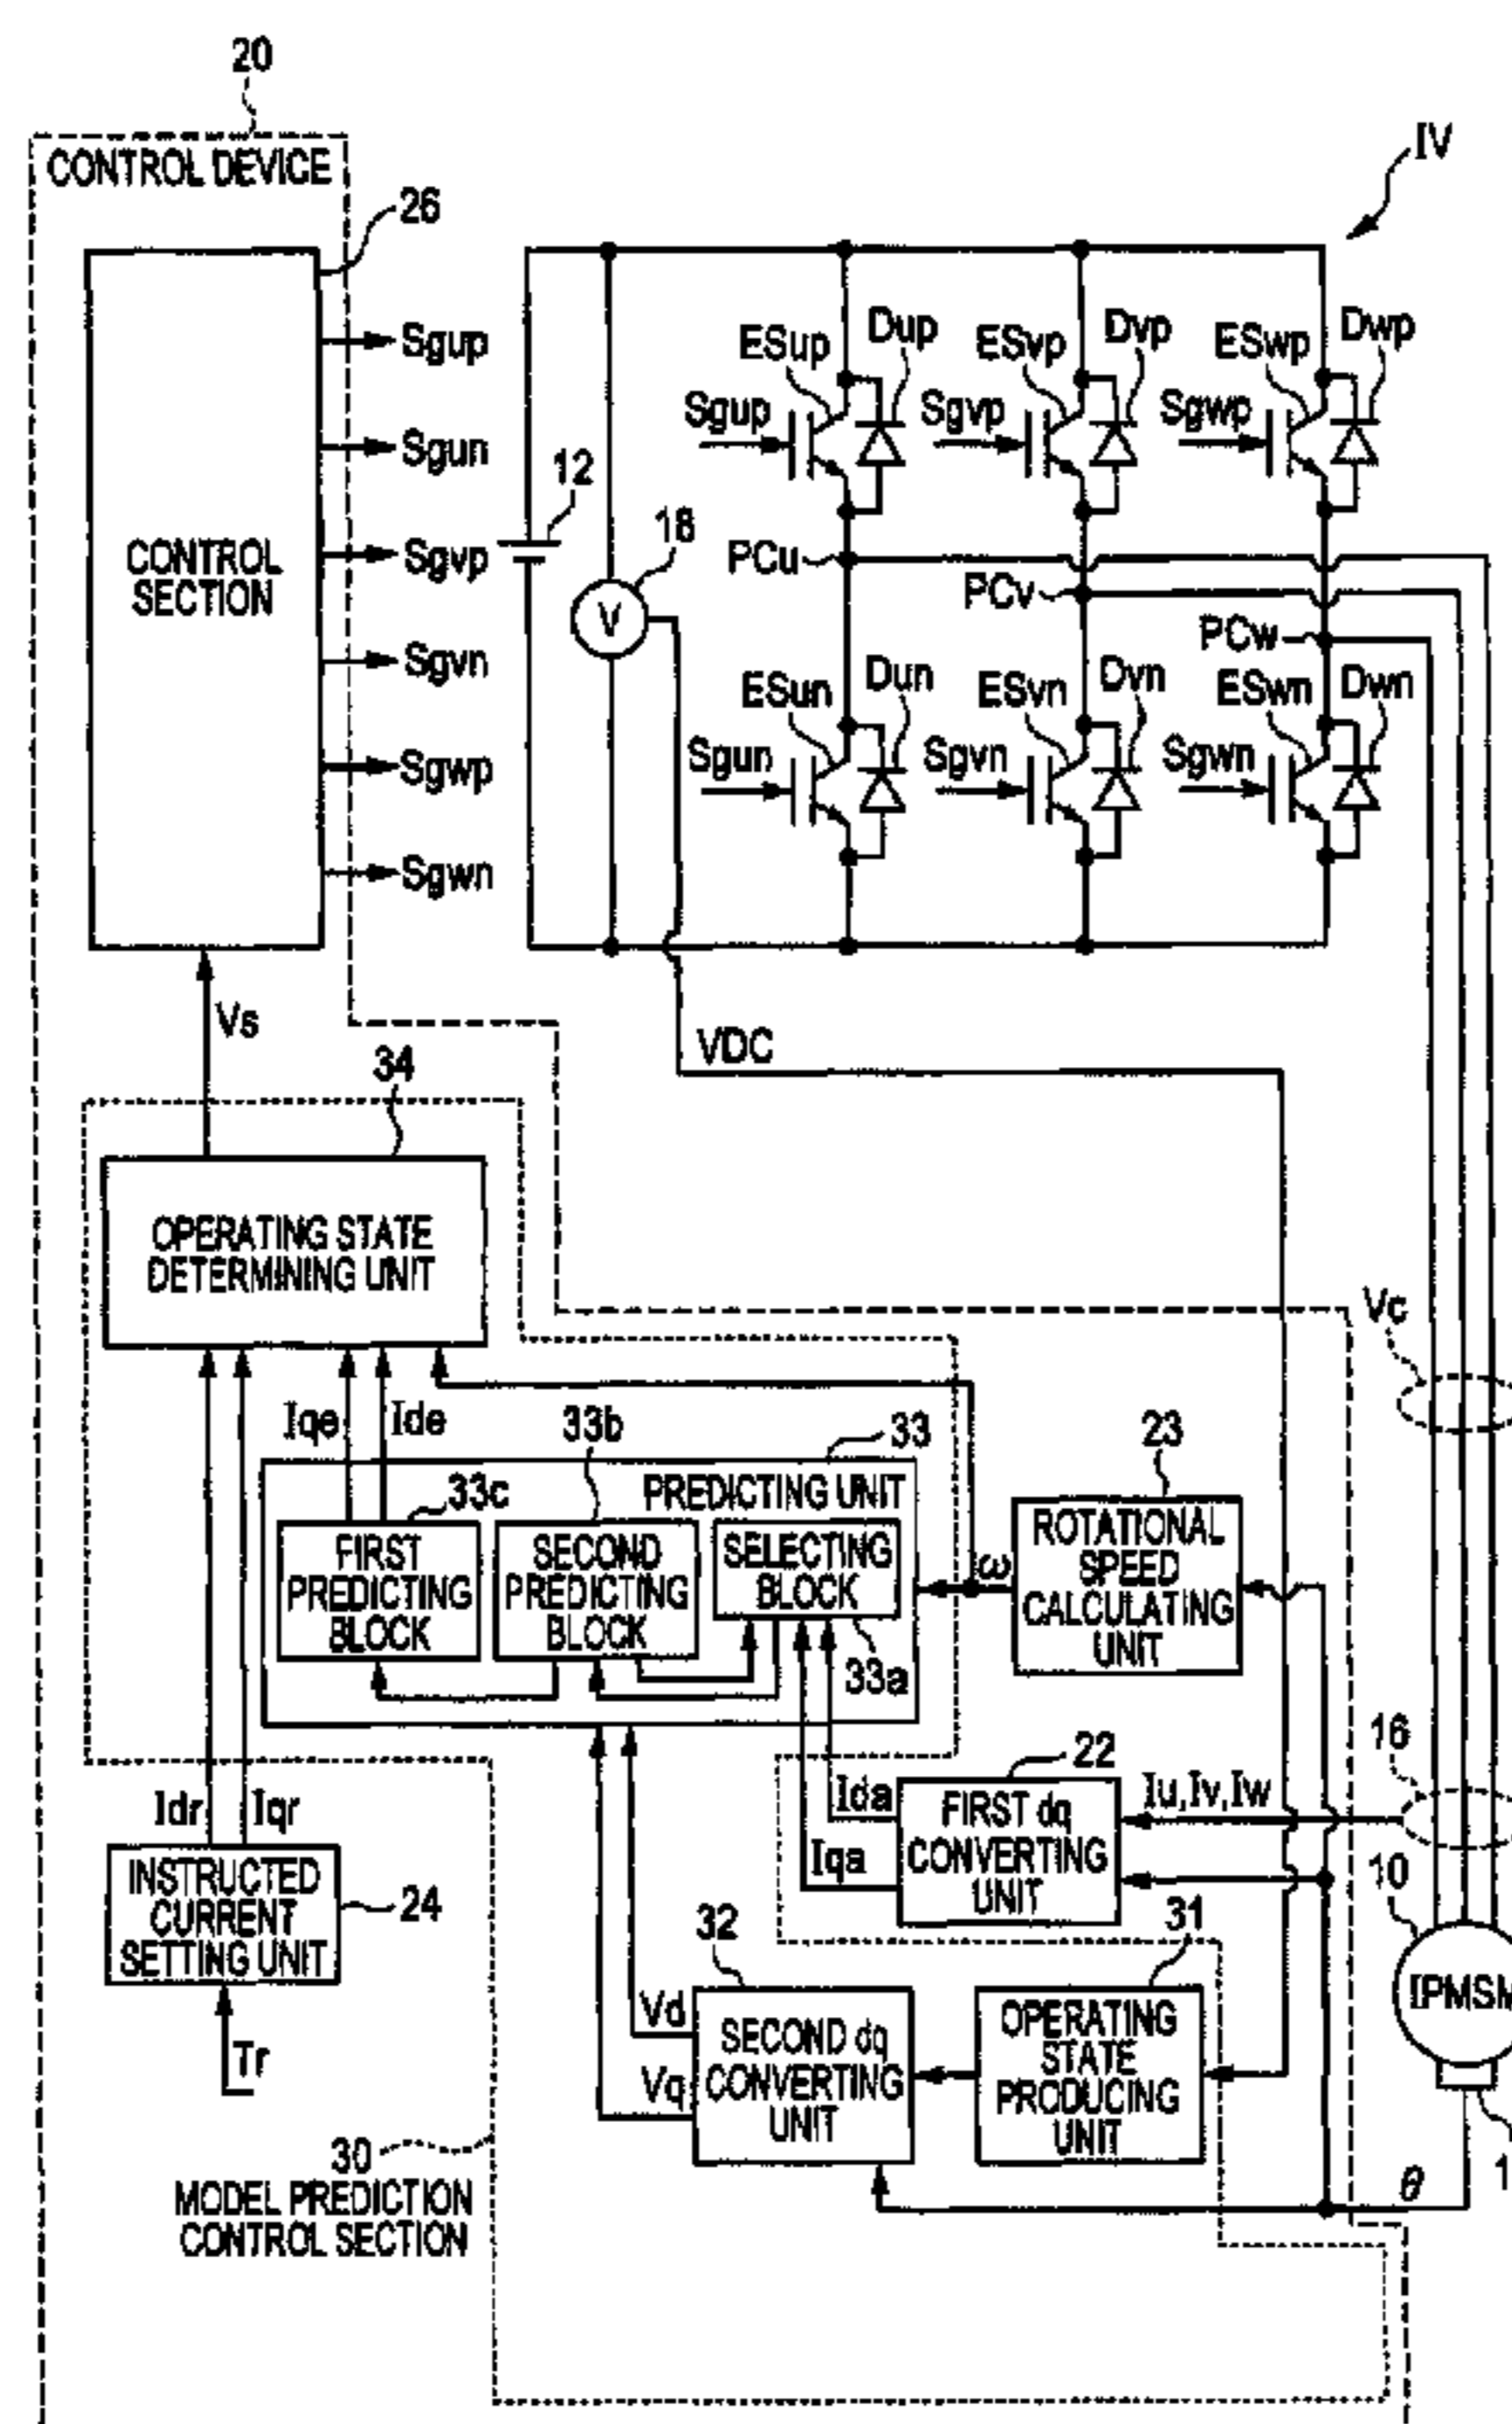 20
IV
CONTROL DEVICE
26
CONTROL
SECTION
Sgup
Sgun
Sgvp
Sgvn
Sgwp
Sgwn
12
18
V
ESup
Dup
ESvp
Dvp
ESwp
Dwp
Sgup
Sgvp
Sgwp
PCu
PCv
PCw
ESun
Dun
ESvn
Dvn
ESwn
Dwn
Sgun
Sgvn
Sgwn
Vs
VDC
34
OPERATING STATE
DETERMINING UNIT
Vc
Iqe
Ide
33b
33
23
33c
PREDICTING UNIT
FIRST
PREDICTING
BLOCK
SECOND
PREDICTING
BLOCK
SELECTING
BLOCK
33a
ω
ROTATIONAL
SPEED
CALCULATING
UNIT
22
16
Idr
Iqr
Ida
Iqa
FIRST dq
CONVERTING
UNIT
Iu,Iv,Iw
10
INSTRUCTED
CURRENT
SETTING UNIT
24
32
31
Tr
Vd
Vq
SECOND dq
CONVERTING
UNIT
OPERATING
STATE
PRODUCING
UNIT
IPMSM
1
θ
30
MODEL PREDICTION
CONTROL SECTION